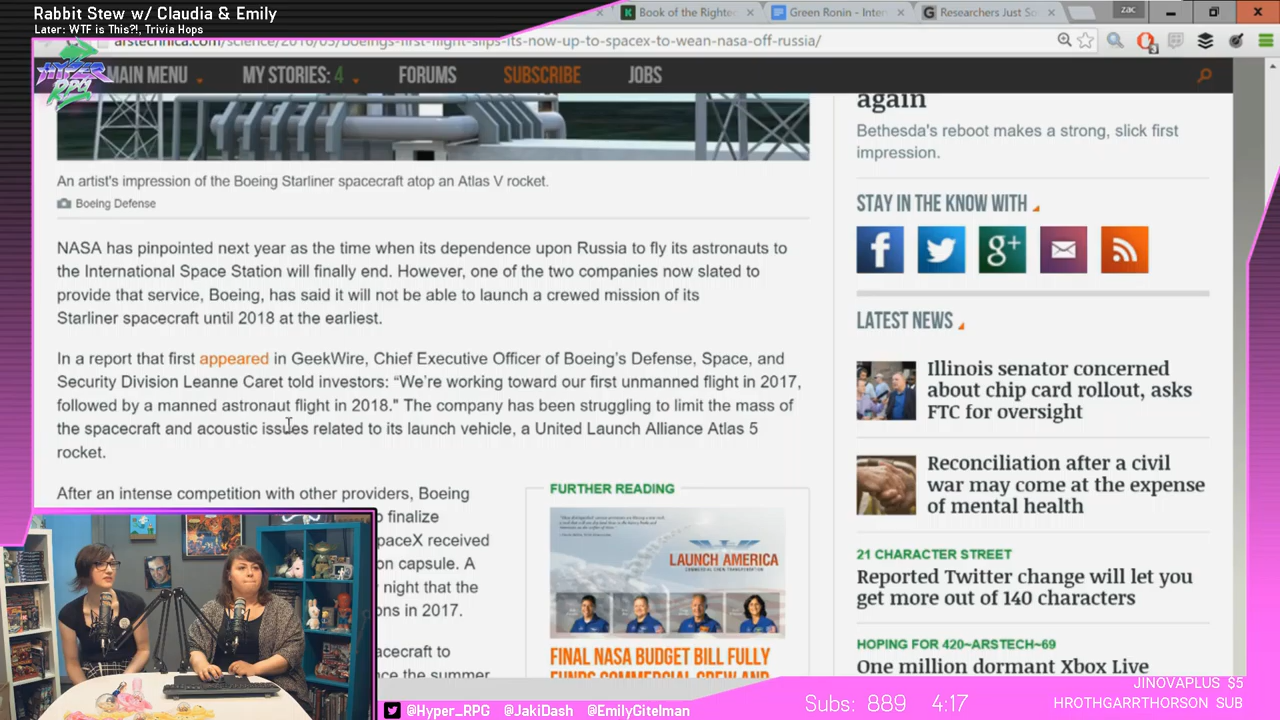 Rabbit Stew w/ Claudia & Emily
Later: WTF is This?!, Trivia Hops
Book of the Righte
Green Ronin - Inter
Researchers Just So
zac
arstechnica.com/science/2016/05/boeings-first-flight-slips-its-now-up-to-spacex-to-wean-nasa-off-russia/
HYPER
RPG
MAIN MENU
MY STORIES: 4
FORUMS
SUBSCRIBE
JOBS
again
Bethesda's reboot makes a strong, slick first
impression.
An artist's impression of the Boeing Starliner spacecraft atop an Atlas V rocket.
Boeing Defense
NASA has pinpointed next year as the time when its dependence upon Russia to fly its astronauts to
the International Space Station will finally end. However, one of the two companies now slated to
provide that service, Boeing, has said it will not be able to launch a crewed mission of its
Starliner spacecraft until 2018 at the earliest.
In a report that first appeared in GeekWire, Chief Executive Officer of Boeing's Defense, Space, and
Security Division Leanne Caret told investors: “We're working toward our first unmanned flight in 2017,
followed by a manned astronaut flight in 2018." The company has been struggling to limit the mass of
the spacecraft and acoustic issues related to its launch vehicle, a United Launch Alliance Atlas 5
rocket.
After an intense competition with other providers, Boeing
o finalize
paceX received
on capsule. A
night that the
ons in 2017.
acecraft to
ce the summer
FURTHER READING
LAUNCH AMERICA
FINAL NASA BUDGET BILL FULLY
FUNDS COMMERCIAL CREW AND
STAY IN THE KNOW WITH
f
g+
LATEST NEWS
Illinois senator concerned
about chip card rollout, asks
FTC for oversight
Reconciliation after a civil
war may come at the expense
of mental health
21 CHARACTER STREET
Reported Twitter change will let you
get more out of 140 characters
HOPING FOR 420~ARSTECH~69
One million dormant Xbox Live
@Hyper_RPG @JakiDash @EmilyGitelman
Subs: 889 4:17
JINOVAPLUS $5
HROTHGARRTHORSON SUB